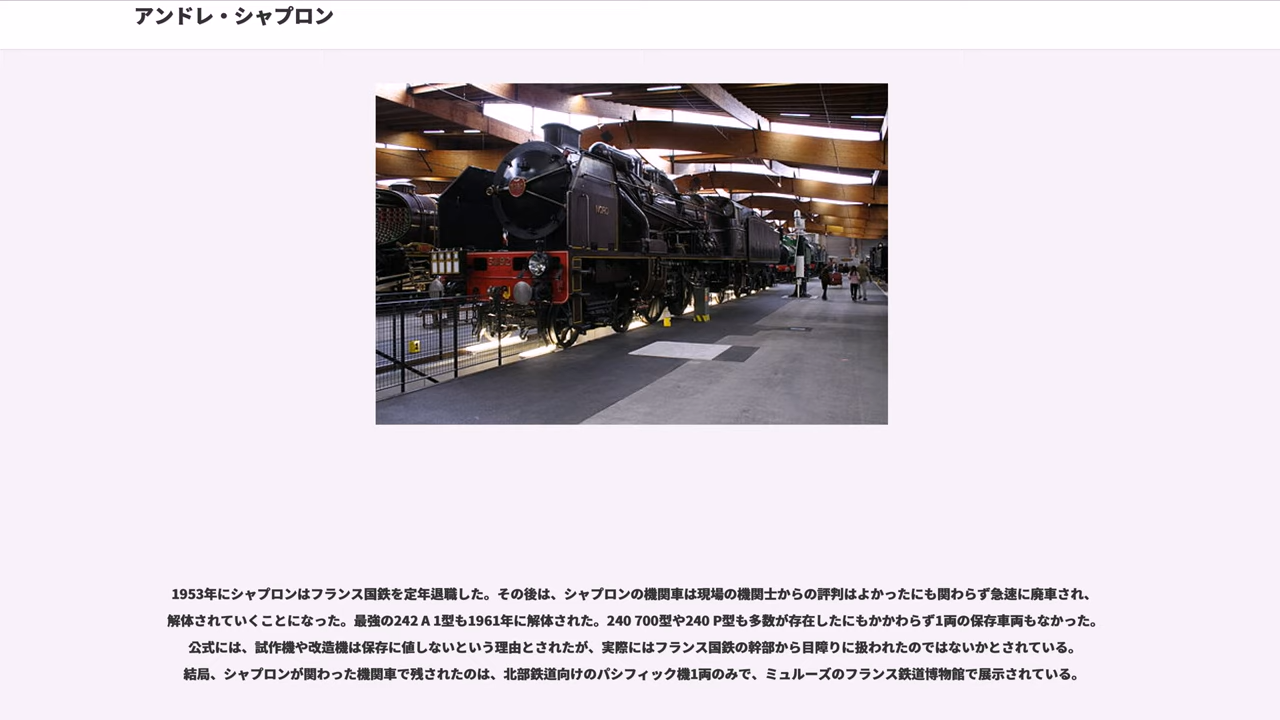 アンドレ・シャプロン
NORD
1953年にシャプロンはフランス国鉄を定年退職した。その後は、シャプロンの機関車は現場の機関士からの評判はよかったにも関わらず急速に廃車され、
解体されていくことになった。最強の242 A 1型も1961年に解体された。240 700型や240 P型も多数が存在したにもかかわらず1両の保存車両もなかった。
公式には、試作機や改造機は保存に値しないという理由とされたが、実際にはフランス国鉄の幹部から目障りに扱われたのではないかとされている。
結局、シャプロンが関わった機関車で残されたのは、北部鉄道向けのパシフィック機1両のみで、ミュルーズのフランス鉄道博物館で展示されている。